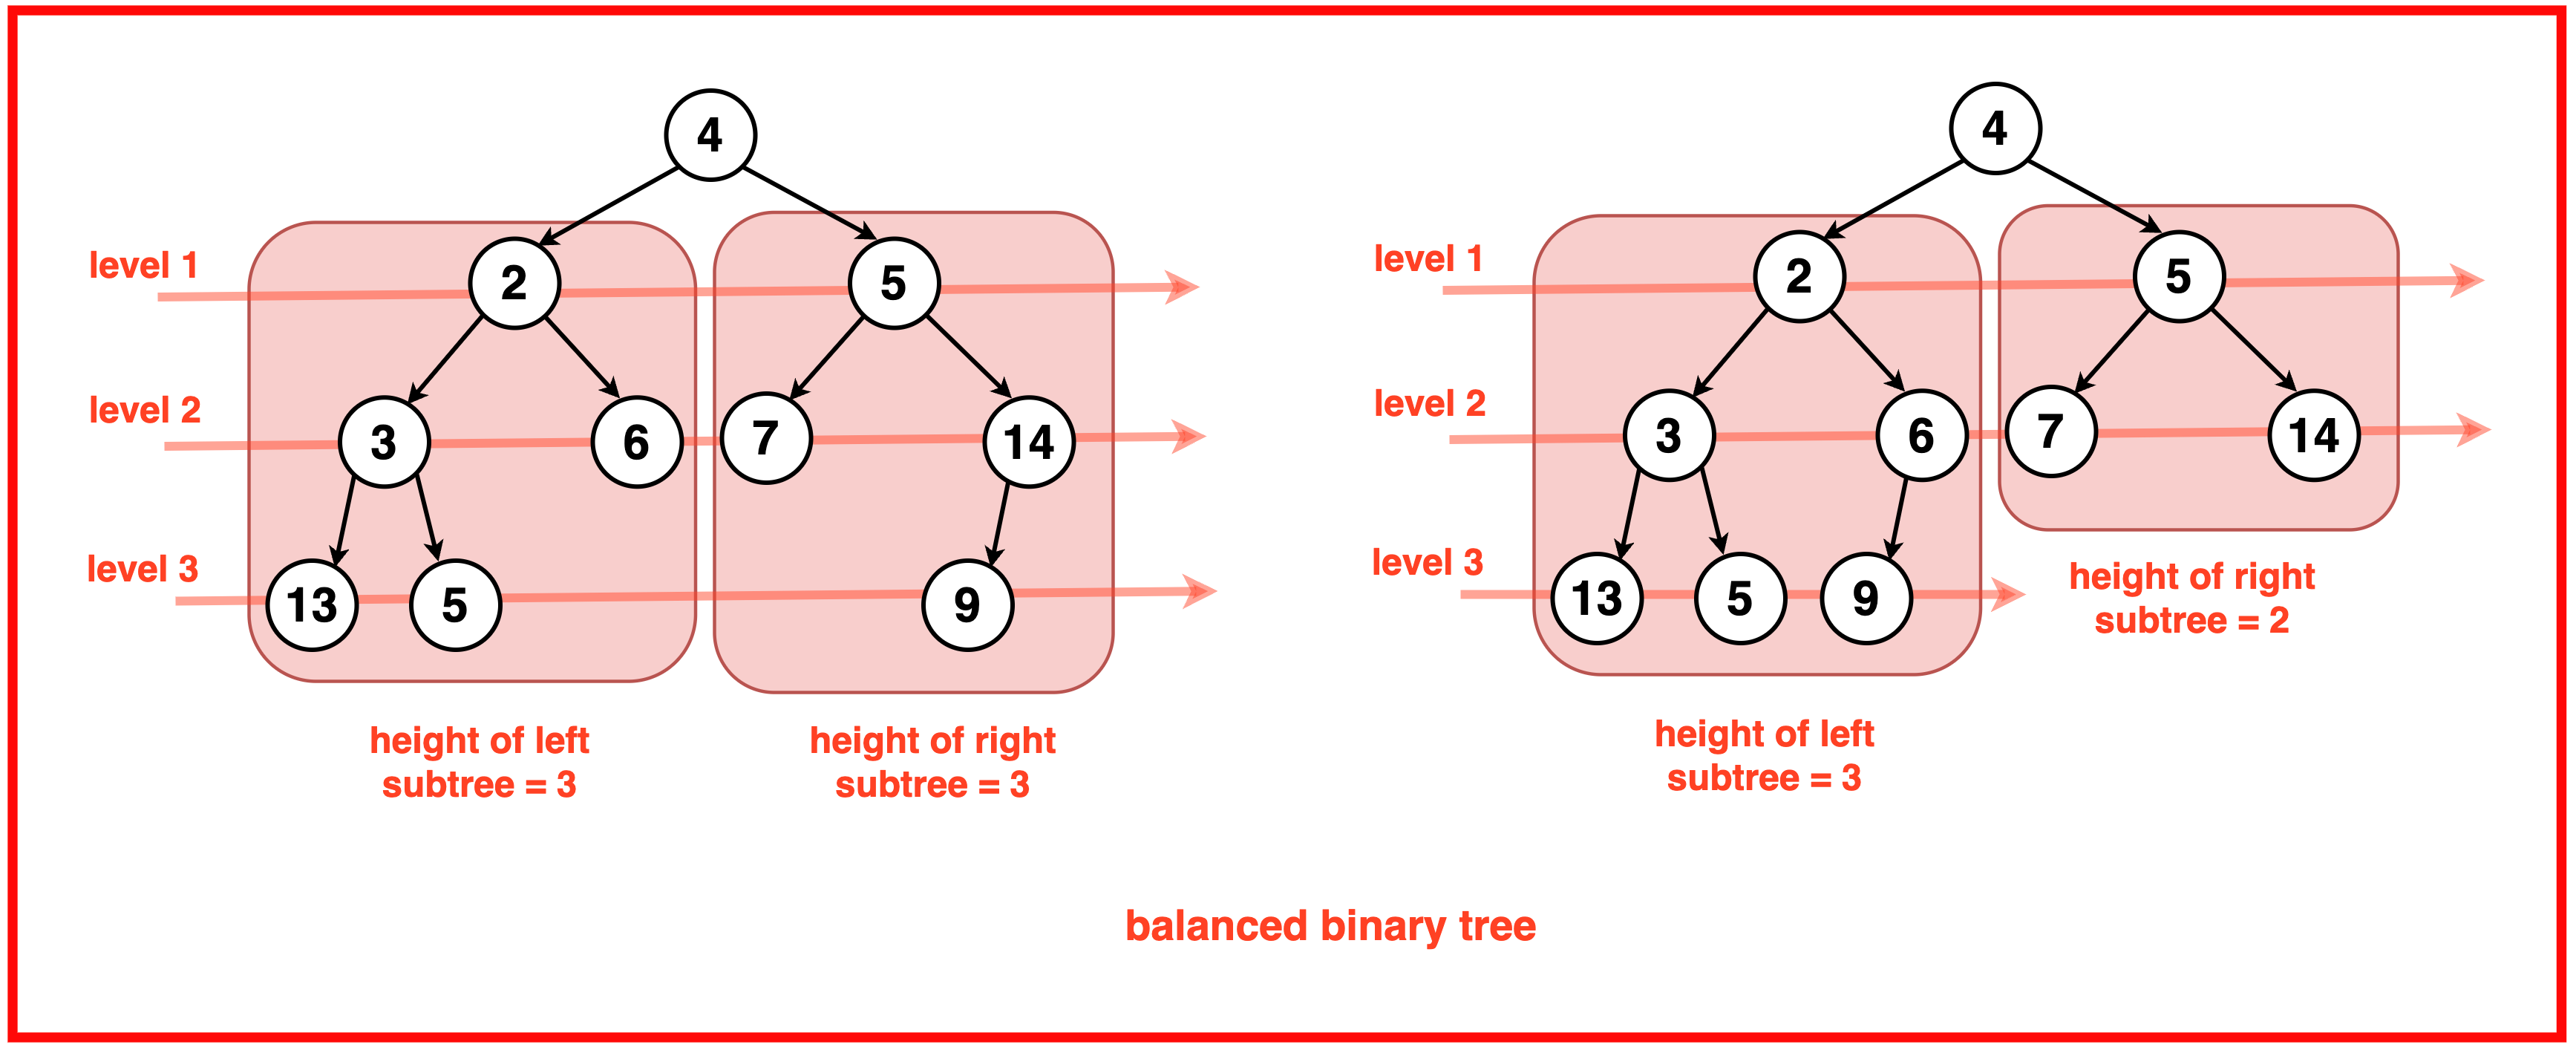 4
level 1
2
5
level 2
3
6
7
14
level 3
13
5
9
height of left
subtree = 3
height of right
subtree = 3
4
level 1
2
5
level 2
3
6
7
14
level 3
13
5
9
height of right
subtree = 2
height of left
subtree = 3
balanced binary tree